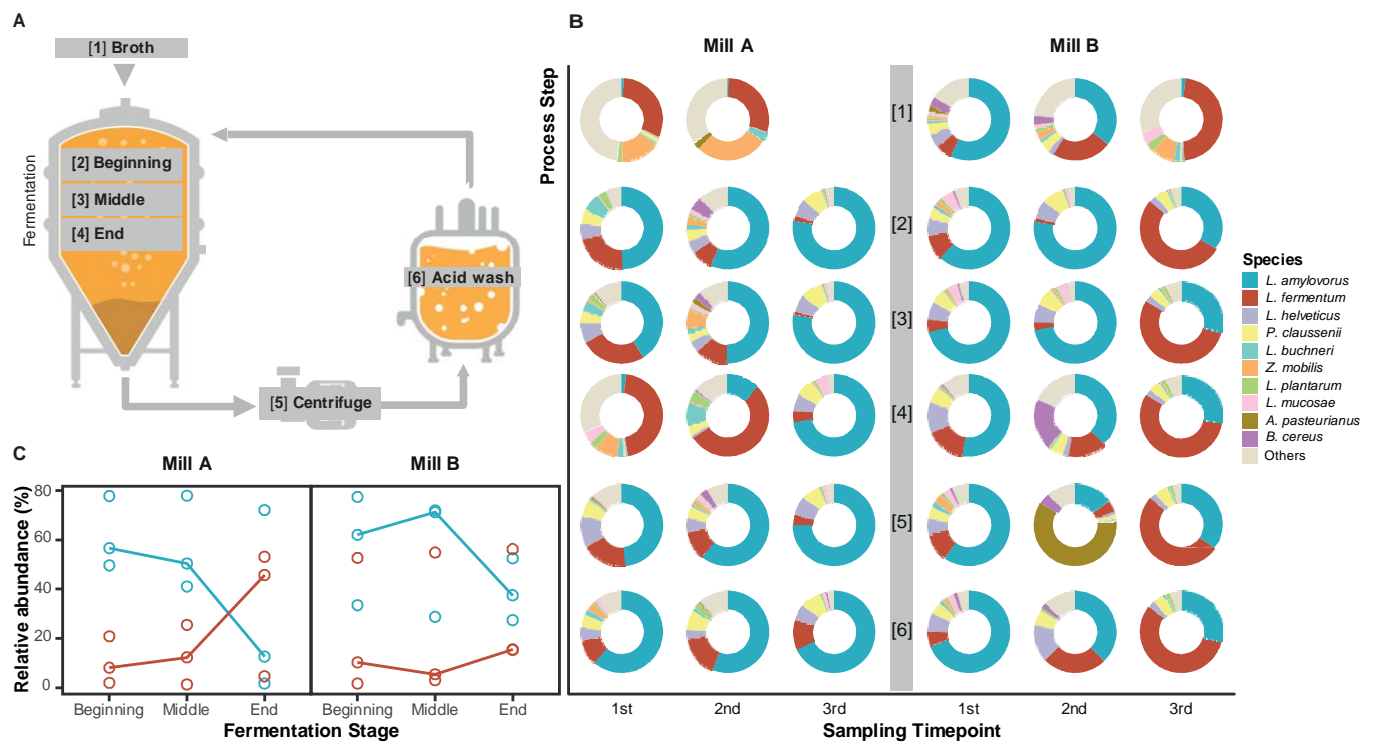 A
[1] Broth
Fermentation
[2] Beginning
[3] Middle
[4] End
[6] Acid wash
[5] Centrifuge
B
Mill A
Mill B
Process Step
[1]
[2]
[3]
[4]
[5]
[6]
1st
2nd
3rd
1st
2nd
3rd
Sampling Timepoint
Species
L. amylovorus
L. fermentum
L. helveticus
P. claussenii
L. buchneri
Z. mobilis
L. plantarum
L. mucosae
A. pasteurianus
B. cereus
Others
C
Mill A
Mill B
Relative abundance (%)
80
60
40
20
0
Beginning
Middle
End
Beginning
Middle
End
Fermentation Stage